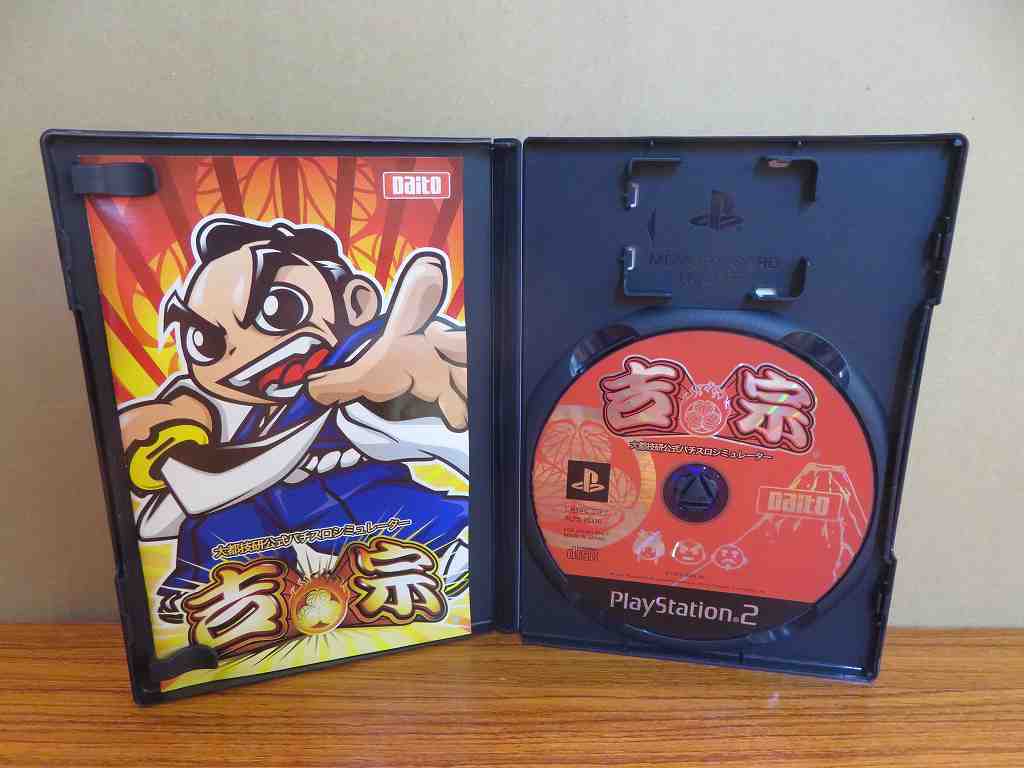 Daito
大都技研公式パチスロシミュレーター
吉宗
MEMORY CARD
吉宗
大都技研公式パチスロシミュレーター
Daito
PlayStation®2